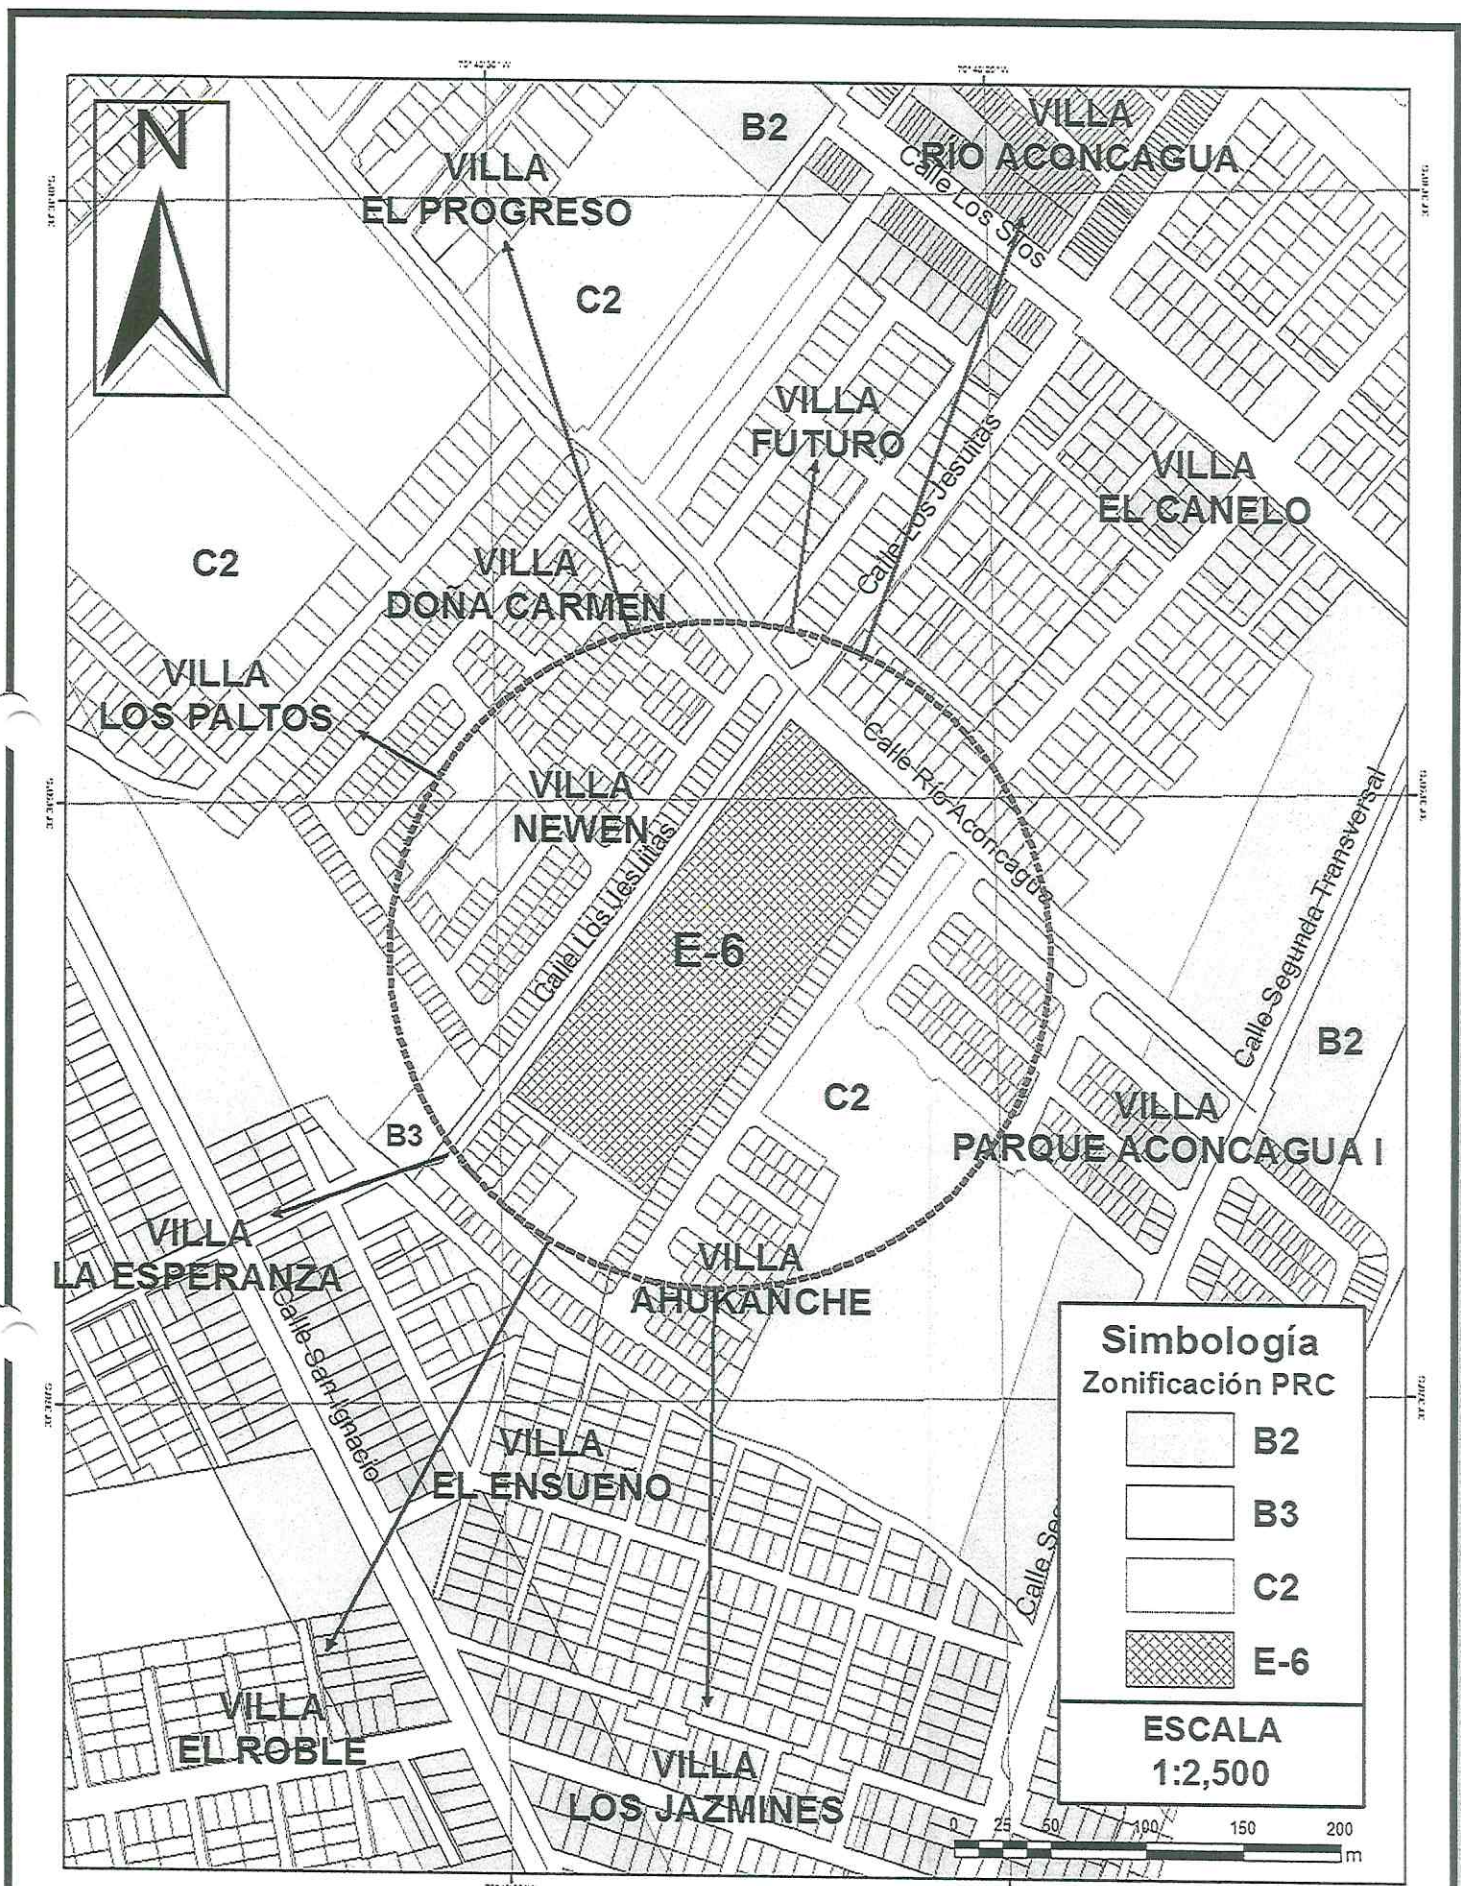 N
B2
VILLA
RÍO ACONCAGUA
VILLA
EL PROGRESO
Calle Los Silos
C2
VILLA
FUTURO
Calle Los Jesuitas
VILLA
EL CANELO
C2
VILLA
DOÑA CARMEN
VILLA
LOS PALTOS
VILLA
NEWEN
Calle Río Aconcagua
Calle Los Jesuitas
E-6
Calle Segunda Transversal
B2
C2
B3
VILLA
PARQUE ACONCAGUA I
VILLA
LA ESPERANZA
VILLA
AHUKANCHE
Calle San Ignacio
VILLA
EL ENSUEÑO
Calle Se
VILLA
EL ROBLE
VILLA
LOS JAZMINES
Simbología
Zonificación PRC
B2
B3
C2
E-6
ESCALA
1:2,500
0 25 50 100 150 200
m